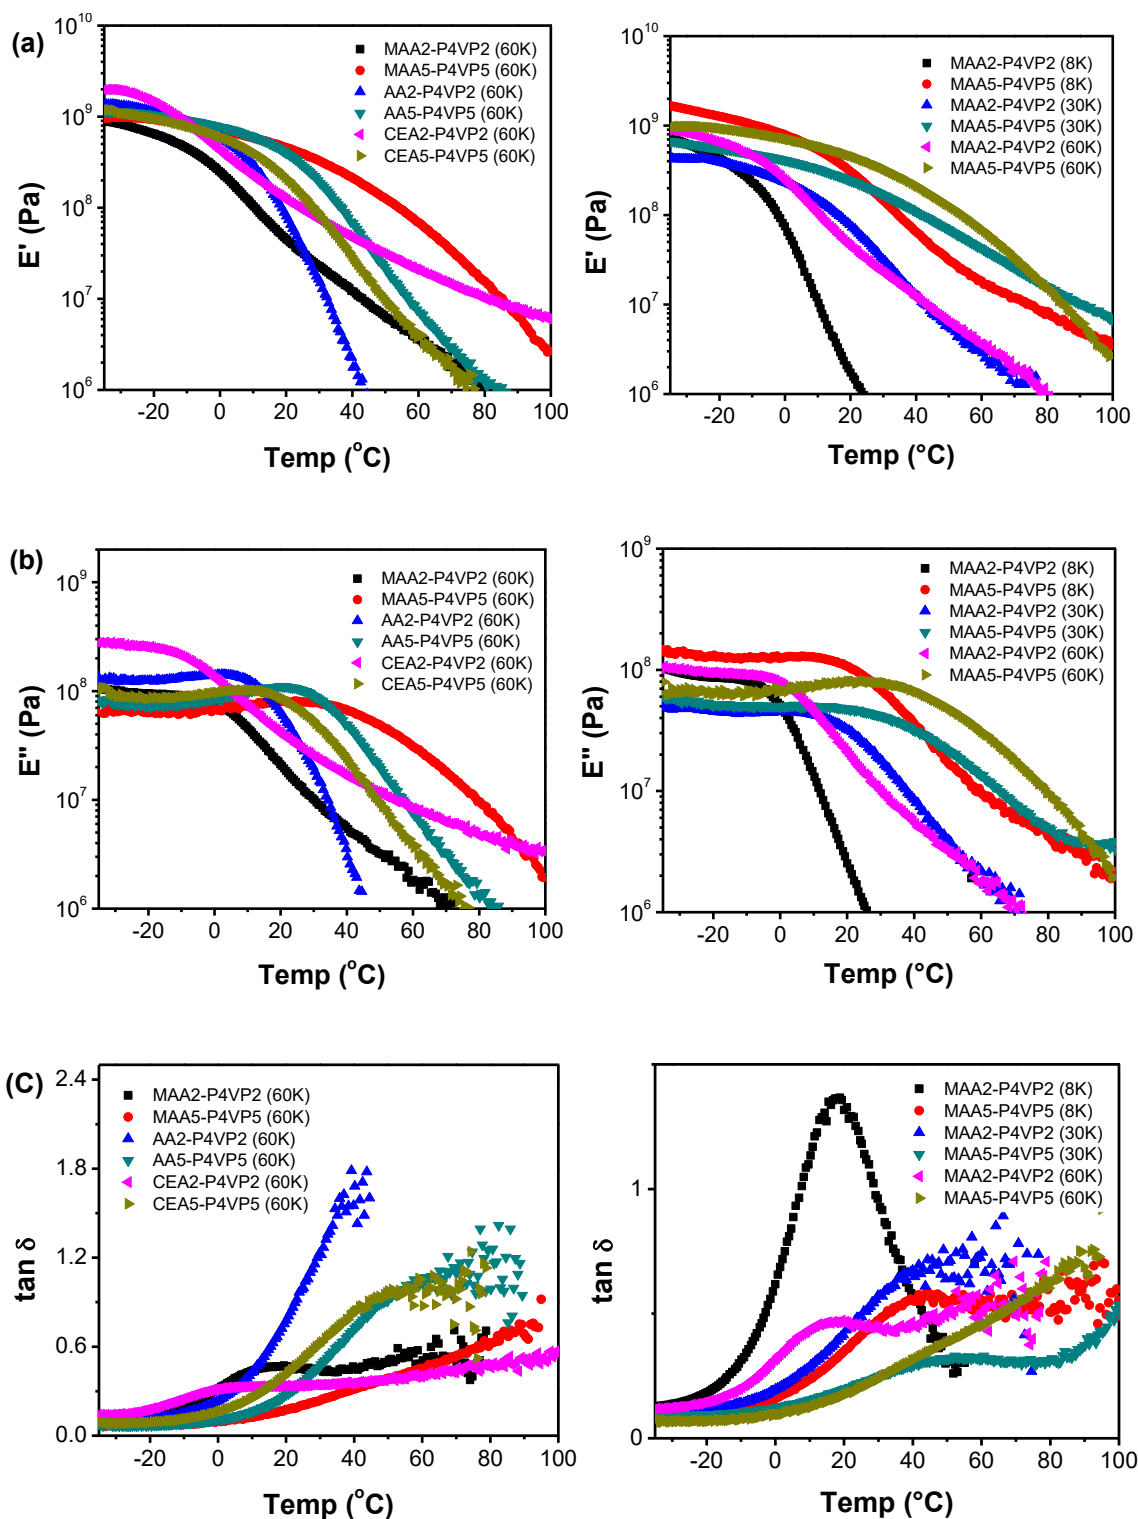 (a)
10^10
10^9
10^8
10^7
10^6
E' (Pa)
MAA2-P4VP2 (60K)
MAA5-P4VP5 (60K)
AA2-P4VP2 (60K)
AA5-P4VP5 (60K)
CEA2-P4VP2 (60K)
CEA5-P4VP5 (60K)
-20 0 20 40 60 80 100
Temp (°C)
10^10
10^9
10^8
10^7
10^6
E' (Pa)
MAA2-P4VP2 (8K)
MAA5-P4VP5 (8K)
MAA2-P4VP2 (30K)
MAA5-P4VP5 (30K)
MAA2-P4VP2 (60K)
MAA5-P4VP5 (60K)
-20 0 20 40 60 80 100
Temp (°C)
(b)
10^9
10^8
10^7
10^6
E" (Pa)
MAA2-P4VP2 (60K)
MAA5-P4VP5 (60K)
AA2-P4VP2 (60K)
AA5-P4VP5 (60K)
CEA2-P4VP2 (60K)
CEA5-P4VP5 (60K)
-20 0 20 40 60 80 100
Temp (°C)
10^9
10^8
10^7
10^6
E" (Pa)
MAA2-P4VP2 (8K)
MAA5-P4VP5 (8K)
MAA2-P4VP2 (30K)
MAA5-P4VP5 (30K)
MAA2-P4VP2 (60K)
MAA5-P4VP5 (60K)
-20 0 20 40 60 80 100
Temp (°C)
(C)
2.4
1.8
1.2
0.6
0.0
tan δ
MAA2-P4VP2 (60K)
MAA5-P4VP5 (60K)
AA2-P4VP2 (60K)
AA5-P4VP5 (60K)
CEA2-P4VP2 (60K)
CEA5-P4VP5 (60K)
-20 0 20 40 60 80 100
Temp (°C)
1
0
tan δ
MAA2-P4VP2 (8K)
MAA5-P4VP5 (8K)
MAA2-P4VP2 (30K)
MAA5-P4VP5 (30K)
MAA2-P4VP2 (60K)
MAA5-P4VP5 (60K)
-20 0 20 40 60 80 100
Temp (°C)